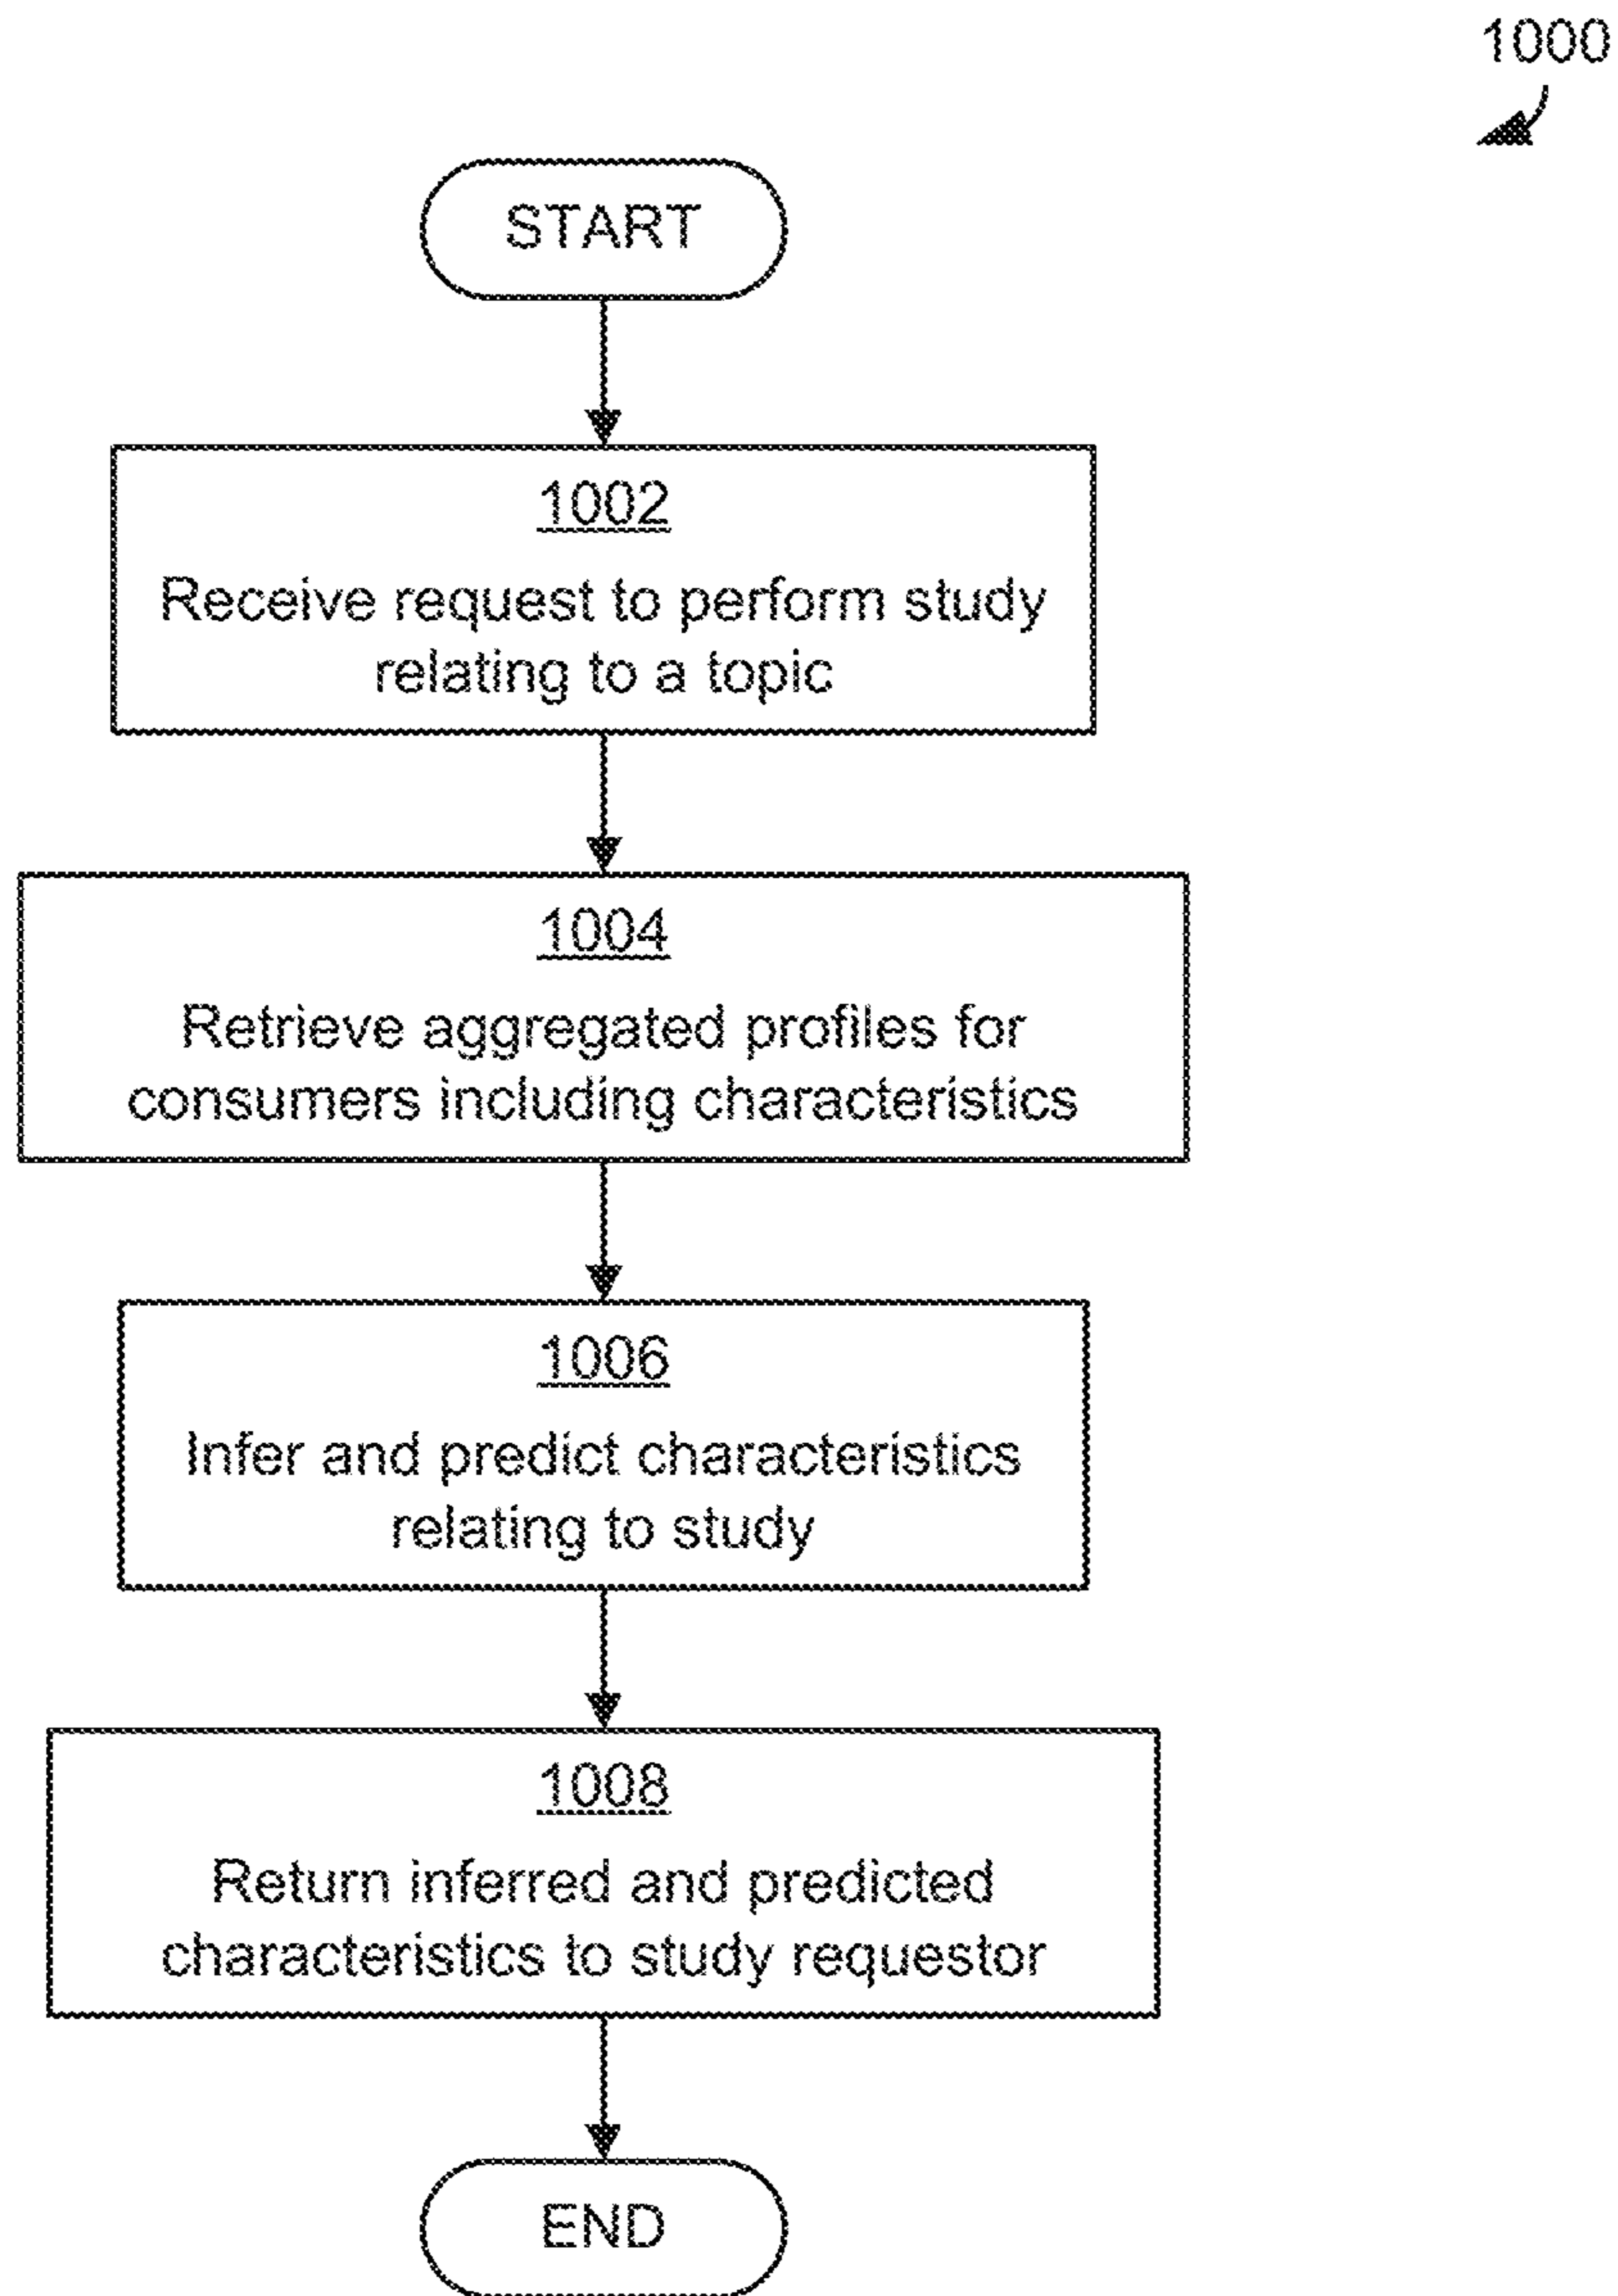 1000
START
1002
Receive request to perform study
relating to a topic
1004
Retrieve aggregated profiles for
consumers including characteristics
1006
Infer and predict characteristics
relating to study
1008
Return inferred and predicted
characteristics to study requestor
END